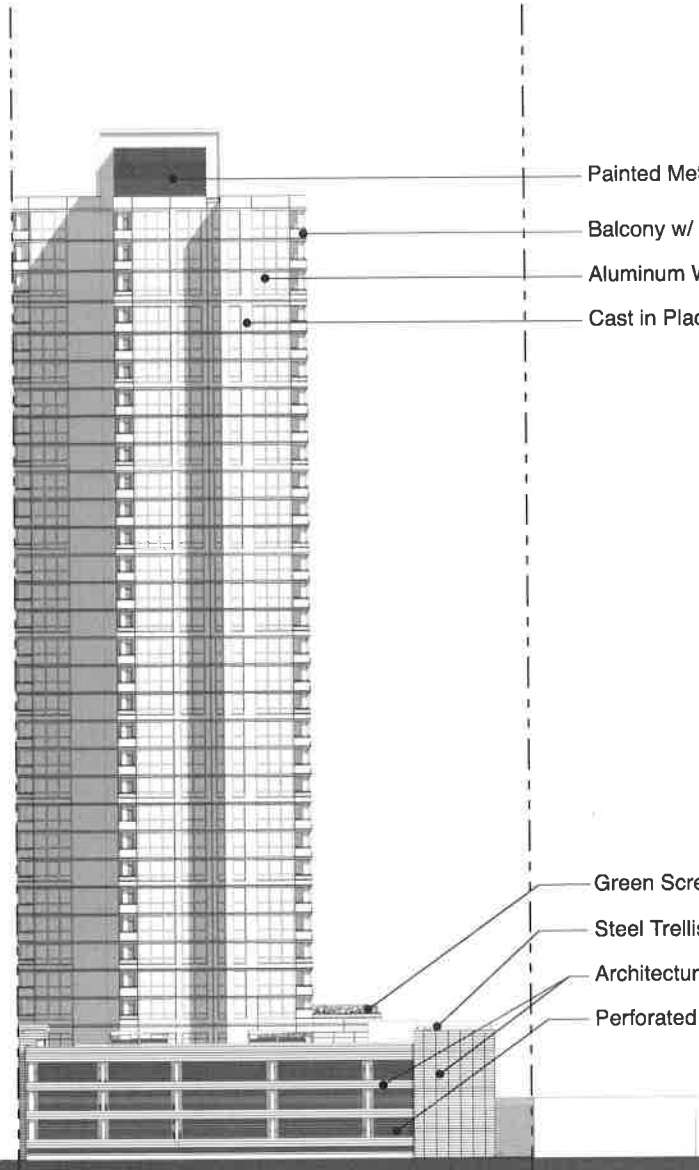 Painted Met
Balcony w/
Aluminum W
Cast in Plac
Green Scre
Steel Trellis
Architectur
Perforated